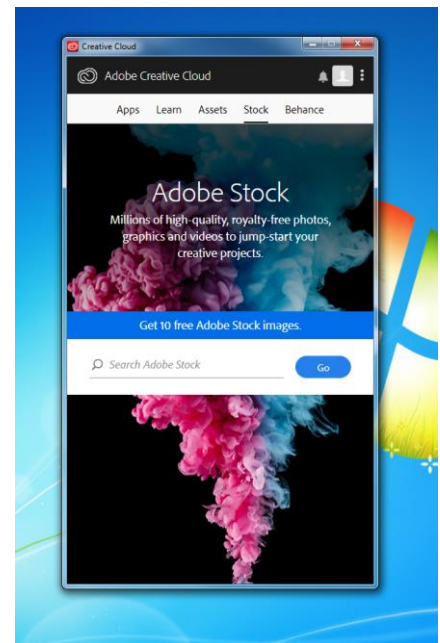 Creative Cloud
Adobe Creative Cloud
Apps Learn Assets Stock Behance
Adobe Stock
Millions of high-quality, royalty-free photos,
graphics and videos to jump-start your
creative projects.
Get 10 free Adobe Stock images.
Search Adobe Stock
Go